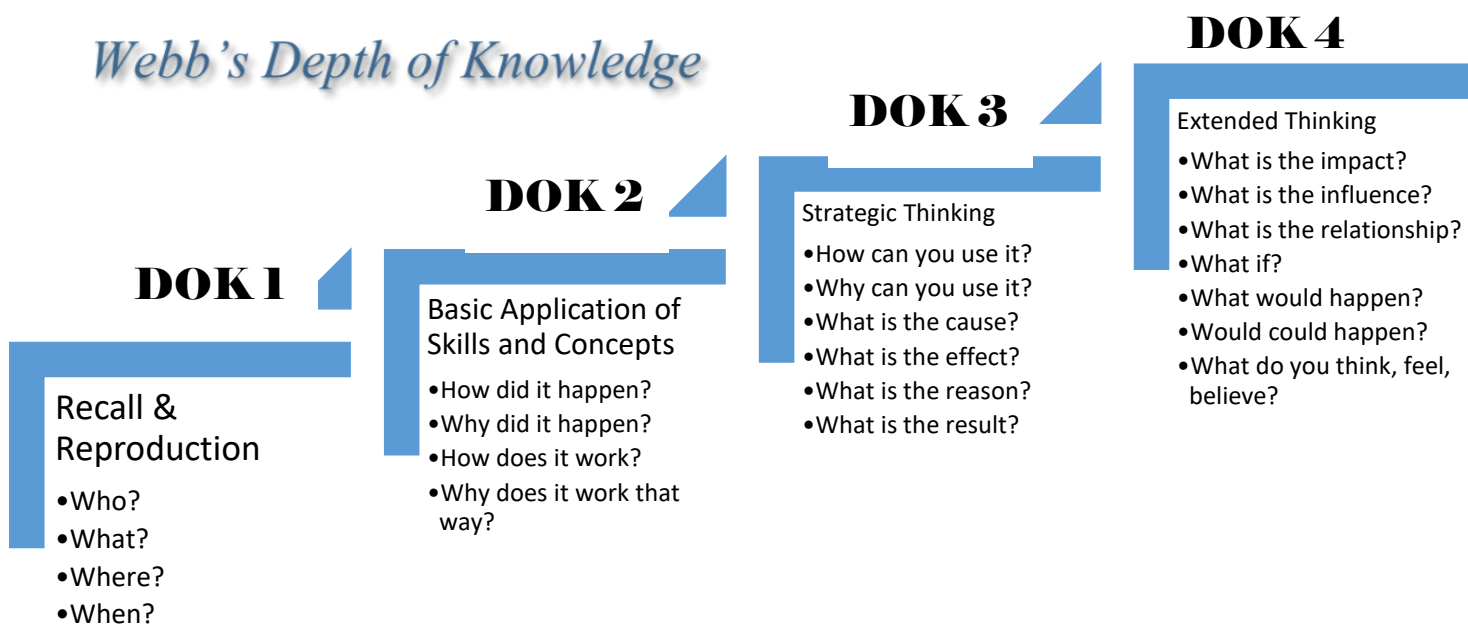 Webb's Depth of Knowledge
DOK 1
Recall &
Reproduction
•Who?
•What?
•Where?
•When?
DOK 2
Basic Application of
Skills and Concepts
•How did it happen?
•Why did it happen?
•How does it work?
•Why does it work that
way?
DOK 3
Strategic Thinking
•How can you use it?
•Why can you use it?
•What is the cause?
•What is the effect?
•What is the reason?
•What is the result?
DOK 4
Extended Thinking
•What is the impact?
•What is the influence?
•What is the relationship?
•What if?
•What would happen?
•Would could happen?
•What do you think, feel,
believe?